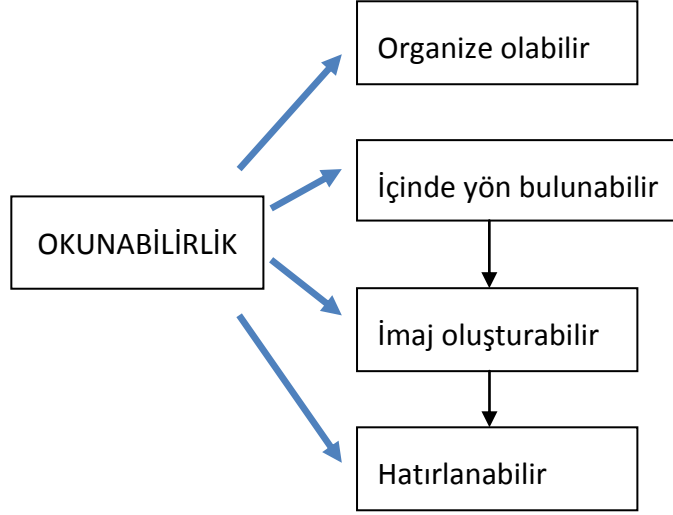 Organize olabilir
İçinde yön bulunabilir
OKUNABİLİRLİK
İmaj oluşturabilir
Hatırlanabilir